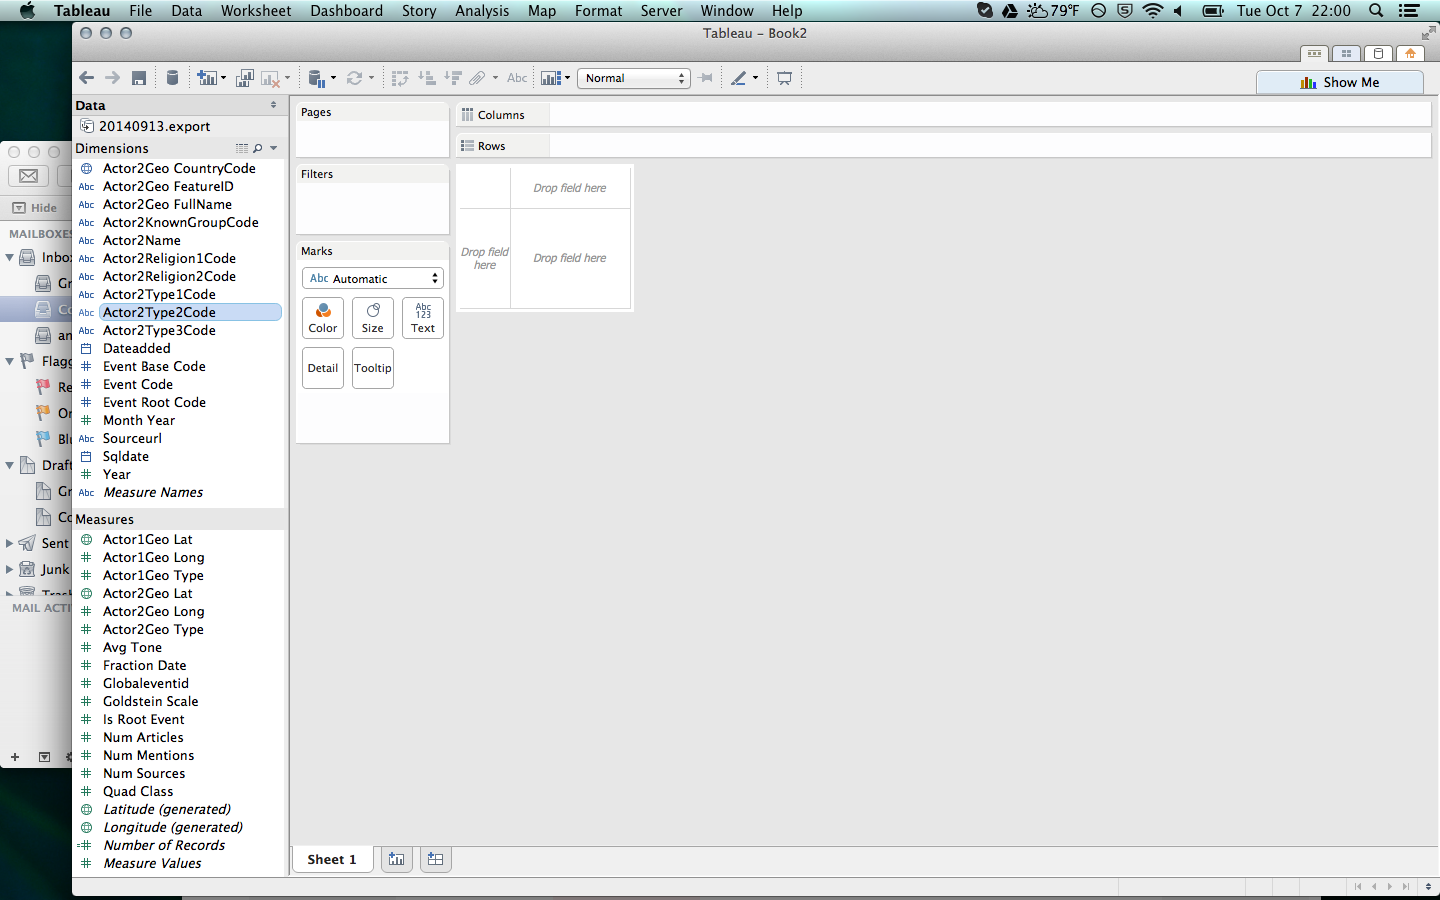 Tableau File Data Worksheet Dashboard Story Analysis Map Format Server Window Help 79°F Tue Oct 7 22:00
Tableau - Book2
Abc Normal
Show Me
Data
20140913.export
Dimensions
Actor2Geo CountryCode
Abc Actor2Geo FeatureID
Abc Actor2Geo FullName
Abc Actor2KnownGroupCode
Abc Actor2Name
Abc Actor2Religion1Code
Abc Actor2Religion2Code
Abc Actor2Type1Code
Abc Actor2Type2Code
Abc Actor2Type3Code
Dateadded
# Event Base Code
# Event Code
# Event Root Code
# Month Year
Abc Sourceurl
Sqldate
# Year
Abc Measure Names
Measures
Actor1Geo Lat
# Actor1Geo Long
# Actor1Geo Type
Actor2Geo Lat
# Actor2Geo Long
# Actor2Geo Type
# Avg Tone
# Fraction Date
# Globaleventid
# Goldstein Scale
# Is Root Event
# Num Articles
# Num Mentions
# Num Sources
# Quad Class
Latitude (generated)
Longitude (generated)
=# Number of Records
# Measure Values
Pages
Filters
Marks
Abc Automatic
Color
Size
Abc
123
Text
Detail
Tooltip
Columns
Rows
Drop field here
Drop field
here
Drop field here
Sheet 1
Hide
MAILBOXES
Inbo
Gr
Co
an
Flagg
Re
Or
Blu
Draft
Gr
Co
Sent
Junk
Trash
MAIL ACTI